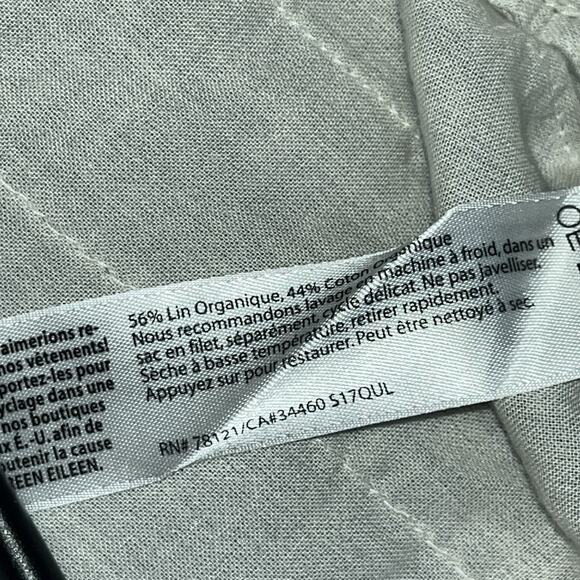 aimerions re-
nos vêtements!
portez-les pour
yclage dans une
nos boutiques
ux É.-U. afin de
outenir la cause
REEN EILEEN.
56% Lin Organique, 44% Coton Organique
Nous recommandons lavage machine à froid, dans un
sac en filet, séparément, cycle délicat. Ne pas javelliser.
Sèche à basse température, retirer rapidement.
Appuyez sur pour restaurer. Peut être nettoyé à sec.
RN# 78121/CA#34460 S17QUL